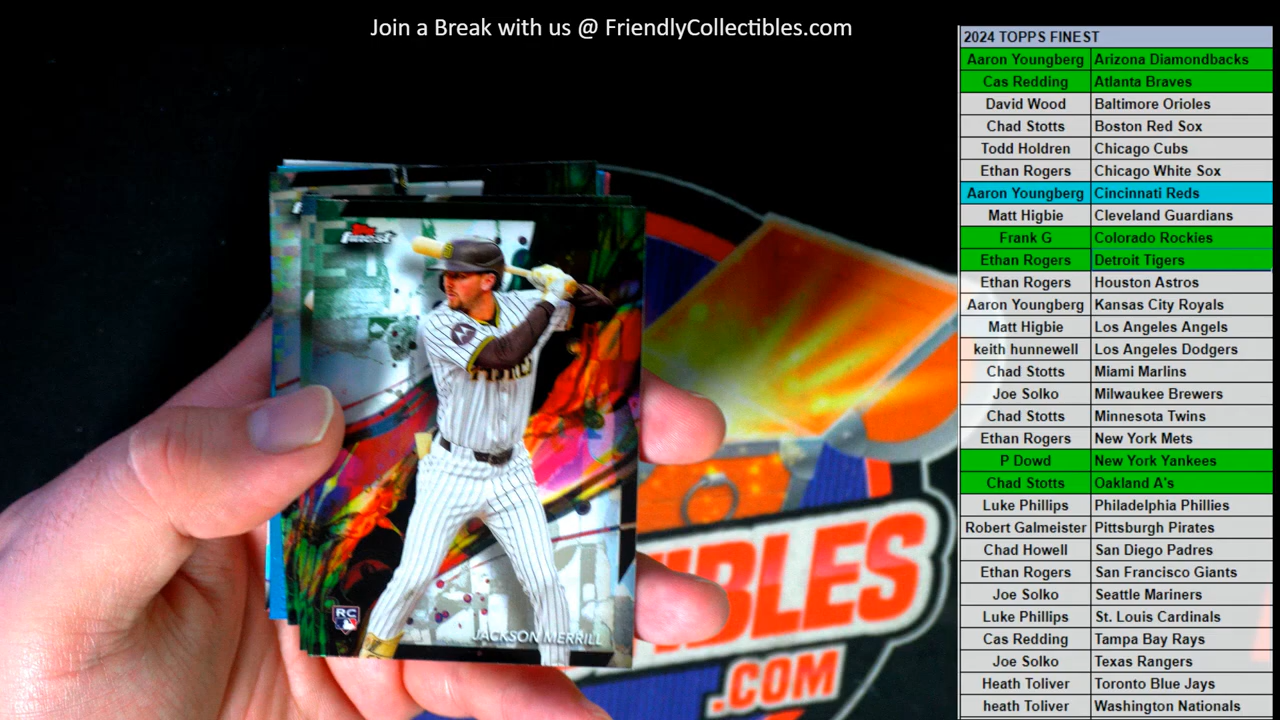 Join a Break with us @ FriendlyCollectibles.com
2024 TOPPS FINEST
Aaron Youngberg Arizona Diamondbacks
Cas Redding Atlanta Braves
David Wood Baltimore Orioles
Chad Stotts Boston Red Sox
Todd Holdren Chicago Cubs
Ethan Rogers Chicago White Sox
Aaron Youngberg Cincinnati Reds
Matt Higbie Cleveland Guardians
Frank G Colorado Rockies
Ethan Rogers Detroit Tigers
Ethan Rogers Houston Astros
Aaron Youngberg Kansas City Royals
Matt Higbie Los Angeles Angels
keith hunnewell Los Angeles Dodgers
Chad Stotts Miami Marlins
Joe Solko Milwaukee Brewers
Chad Stotts Minnesota Twins
Ethan Rogers New York Mets
P Dowd New York Yankees
Chad Stotts Oakland A's
Luke Phillips Philadelphia Phillies
Robert Galmeister Pittsburgh Pirates
Chad Howell San Diego Padres
Ethan Rogers San Francisco Giants
Joe Solko Seattle Mariners
Luke Phillips St. Louis Cardinals
Cas Redding Tampa Bay Rays
Joe Solko Texas Rangers
Heath Toliver Toronto Blue Jays
heath Toliver Washington Nationals
Topps
Finest
RC
JACKSON MERRILL
IBLES
.COM